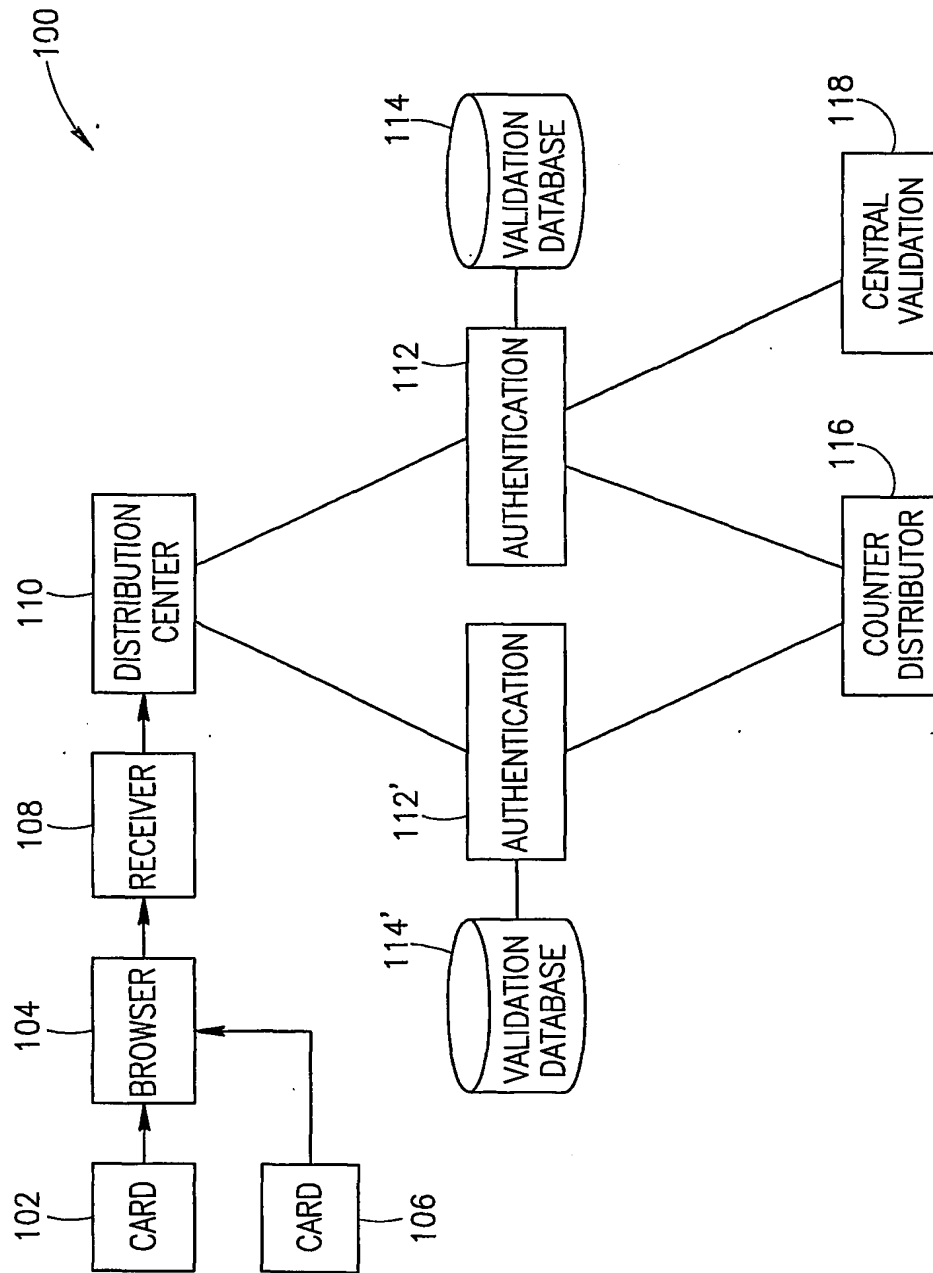 100
102
CARD
104
BROWSER
108
RECEIVER
110
DISTRIBUTION
CENTER
CARD
106
114'
VALIDATION
DATABASE
112'
AUTHENTICATION
112
AUTHENTICATION
114
VALIDATION
DATABASE
COUNTER
DISTRIBUTOR
116
CENTRAL
VALIDATION
118